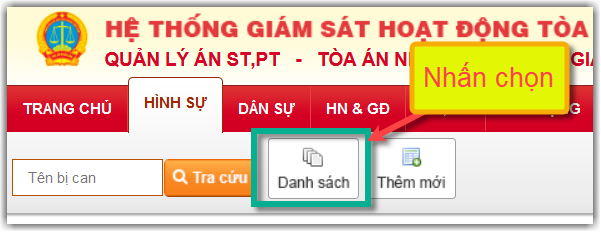 HỆ THỐNG GIÁM SÁT HOẠT ĐỘNG TÒA
QUẢN LÝ ÁN ST,PT - TÒA ÁN N GIA
Nhấn chọn
TRANG CHỦ HÌNH SỰ DÂN SỰ HN & GĐ
Tên bị can Tra cứu Danh sách Thêm mới